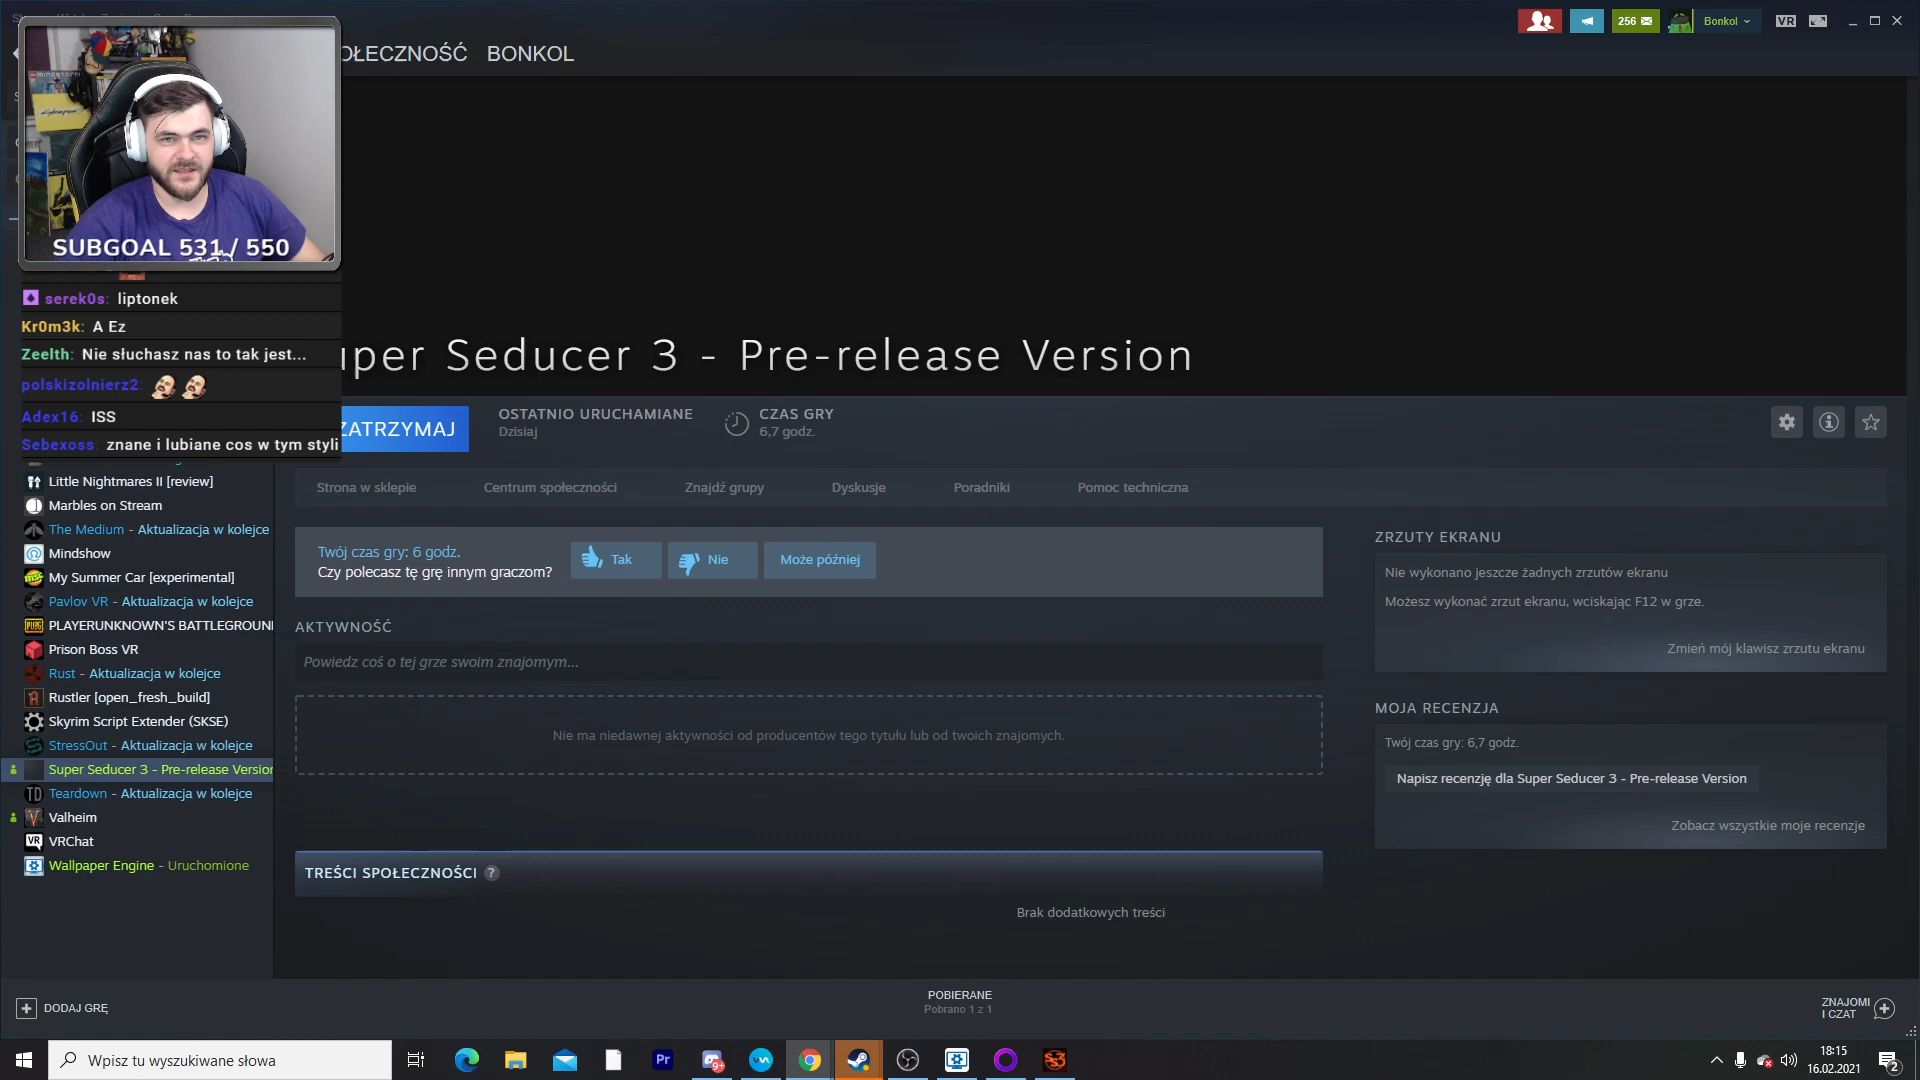 256
Bonkol
VR
OŁECZNOŚĆ BONKOL
SUBGOAL 531 / 550
serek0s: liptonek
Kr0m3k: A Ez
Zeelth: Nie słuchasz nas to tak jest...
polskizolnierz2:
Adex16: ISS
Sebexoss: znane i lubiane cos w tym styli
uper Seducer 3 - Pre-release Version
ZATRZYMAJ
OSTATNIO URUCHAMIANE
Dzisiaj
CZAS GRY
6,7 godz.
Strona w sklepie
Centrum społeczności
Znajdź grupy
Dyskusje
Poradniki
Pomoc techniczna
Little Nightmares II [review]
Marbles on Stream
The Medium - Aktualizacja w kolejce
Mindshow
My Summer Car [experimental]
Pavlov VR - Aktualizacja w kolejce
PLAYERUNKNOWN'S BATTLEGROUN
Prison Boss VR
Rust - Aktualizacja w kolejce
Rustler [open_fresh_build]
Skyrim Script Extender (SKSE)
StressOut - Aktualizacja w kolejce
Super Seducer 3 - Pre-release Version
Teardown - Aktualizacja w kolejce
Valheim
VRChat
Wallpaper Engine - Uruchomione
Twój czas gry: 6 godz.
Czy polecasz tę grę innym graczom?
Tak
Nie
Może później
AKTYWNOŚĆ
Powiedz coś o tej grze swoim znajomym...
Nie ma niedawnej aktywności od producentów tego tytułu lub od twoich znajomych.
TREŚCI SPOŁECZNOŚCI ?
Brak dodatkowych treści
ZRZUTY EKRANU
Nie wykonano jeszcze żadnych zrzutów ekranu
Możesz wykonać zrzut ekranu, wciskając F12 w grze.
Zmień mój klawisz zrzutu ekranu
MOJA RECENZJA
Twój czas gry: 6,7 godz.
Napisz recenzję dla Super Seducer 3 - Pre-release Version
Zobacz wszystkie moje recenzje
DODAJ GRĘ
POBIERANE
Pobrano 1 z 1
ZNAJOMI
I CZAT
Wpisz tu wyszukiwane słowa
Pr
9+
18:15
16.02.2021
2